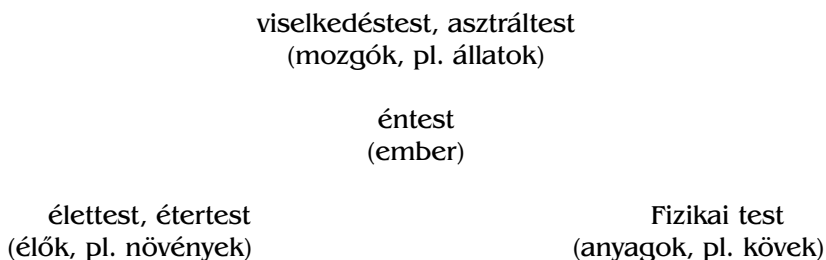 viselkedéstest, asztráltest
(mozgók, pl. állatok)
éntest
(ember)
élettest, étertest
(élők, pl. növények)
Fizikai test
(anyagok, pl. kövek)